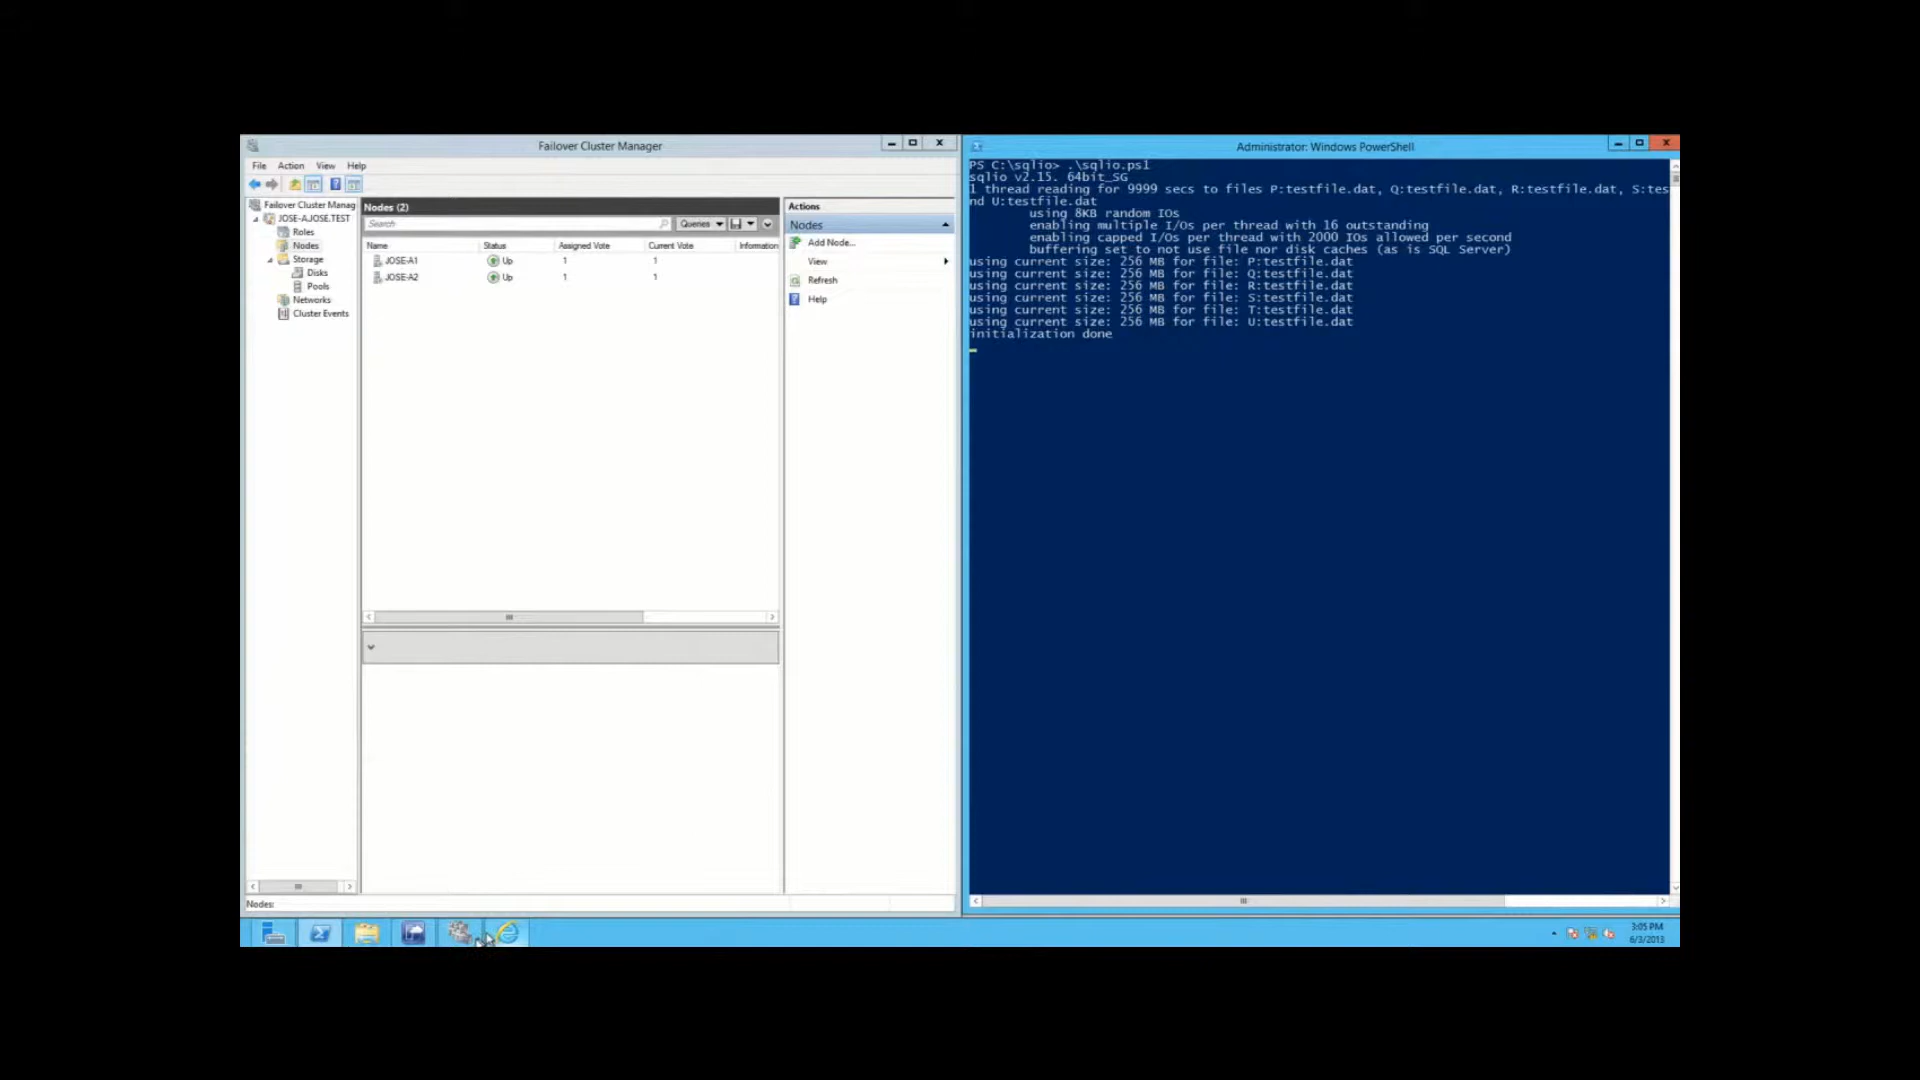 Failover Cluster Manager
File Action View Help
Failover Cluster Manag
JOSE-A.JOSE.TEST
Roles
Nodes
Storage
Disks
Pools
Networks
Cluster Events
Nodes (2)
Search
Queries
Name Status Assigned Vote Current Vote Information
JOSE-A1 Up 1 1
JOSE-A2 Up 1 1
Actions
Nodes
Add Node...
View
Refresh
Help
Nodes:
Administrator: Windows PowerShell
PS C:\sqlio> .\sqlio.ps1
sqlio v2.15. 64bit_SG
1 thread reading for 9999 secs to files P:testfile.dat, Q:testfile.dat, R:testfile.dat, S:tes
nd U:testfile.dat
using 8KB random IOs
enabling multiple I/Os per thread with 16 outstanding
enabling capped I/Os per thread with 2000 IOs allowed per second
buffering set to not use file nor disk caches (as is SQL Server)
using current size: 256 MB for file: P:testfile.dat
using current size: 256 MB for file: Q:testfile.dat
using current size: 256 MB for file: R:testfile.dat
using current size: 256 MB for file: S:testfile.dat
using current size: 256 MB for file: T:testfile.dat
using current size: 256 MB for file: U:testfile.dat
initialization done
3:05 PM
6/3/2013